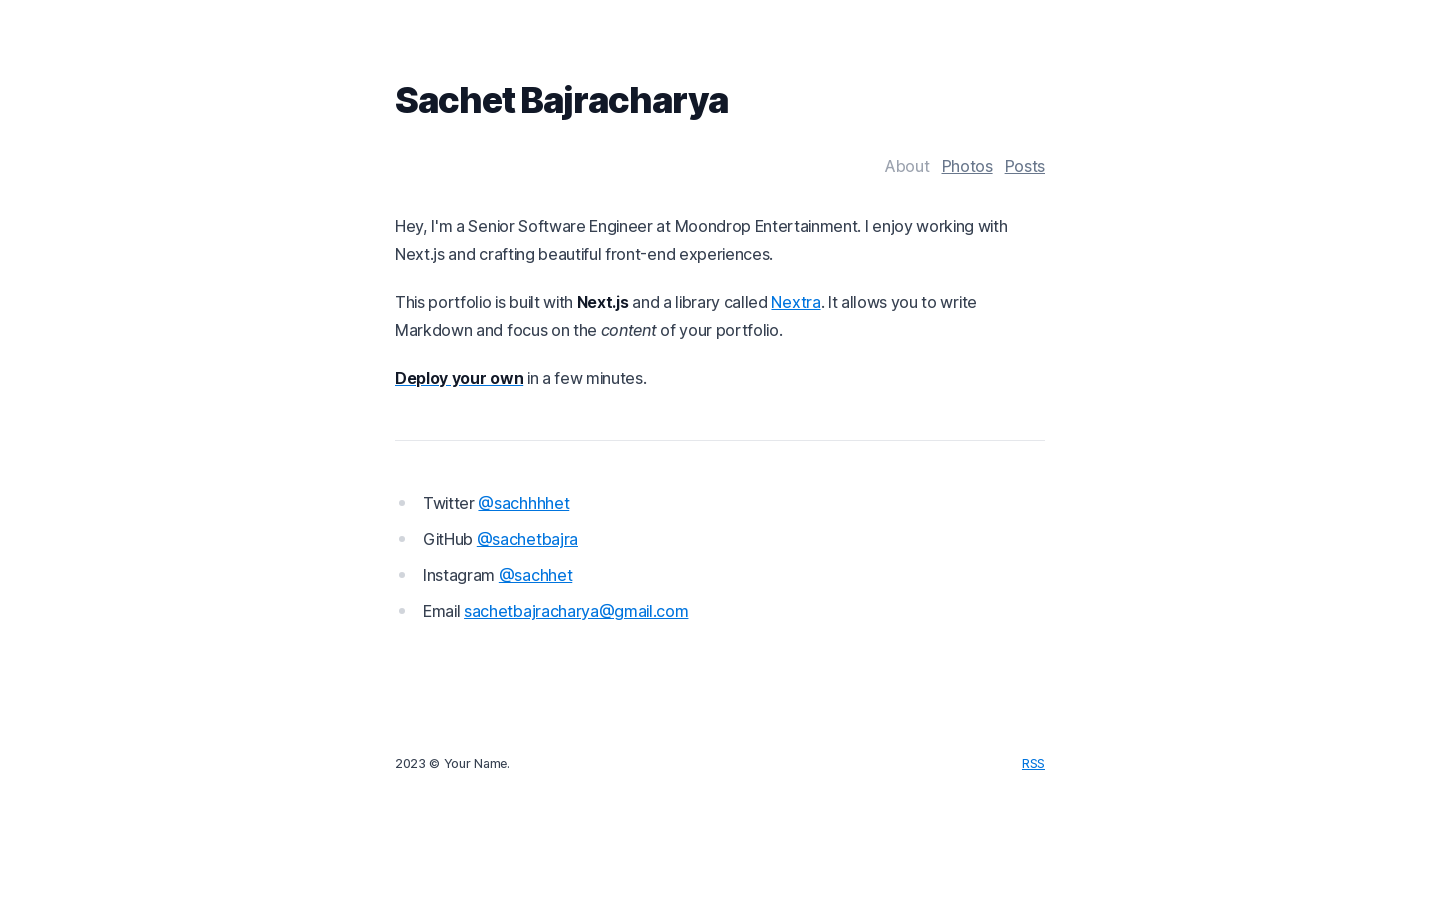 Sachet Bajracharya
About Photos Posts
Hey, I'm a Senior Software Engineer at Moondrop Entertainment. I enjoy working with
Next.js and crafting beautiful front-end experiences.
This portfolio is built with Next.js and a library called Nextra. It allows you to write
Markdown and focus on the content of your portfolio.
Deploy your own in a few minutes.
Twitter @sachhhhet
GitHub @sachetbajra
Instagram @sachhet
Email sachetbajracharya@gmail.com
2023 © Your Name. RSS